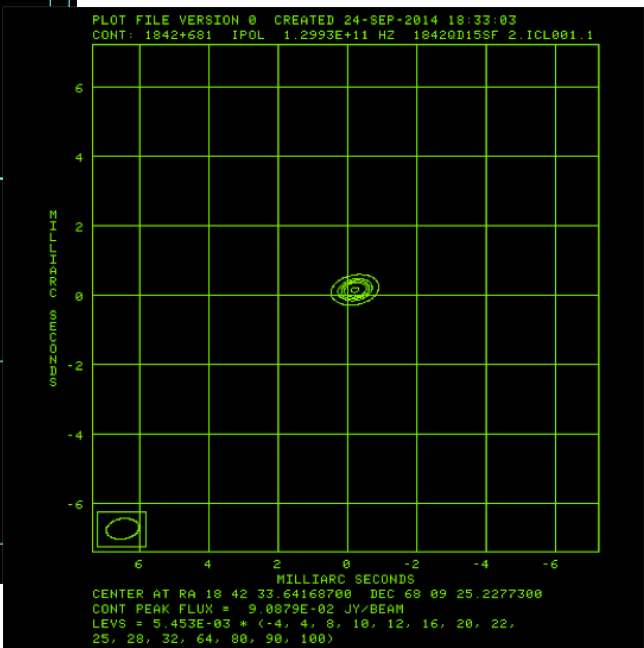 PLOT FILE VERSION 0 CREATED 24-SEP-2014 18:33:03
CONT: 1842+681 IPOL 1.2993E+11 HZ 1842QD15SF 2.ICL001.1
6
4
2
0
-2
-4
-6
MILLIARC SECONDS
6 4 2 0 -2 -4 -6
MILLIARC SECONDS
CENTER AT RA 18 42 33.64168700 DEC 68 09 25.2277300
CONT PEAK FLUX = 9.0879E-02 JY/BEAM
LEVS = 5.453E-03 * (-4, 4, 8, 10, 12, 16, 20, 22,
25, 28, 32, 64, 80, 90, 100)